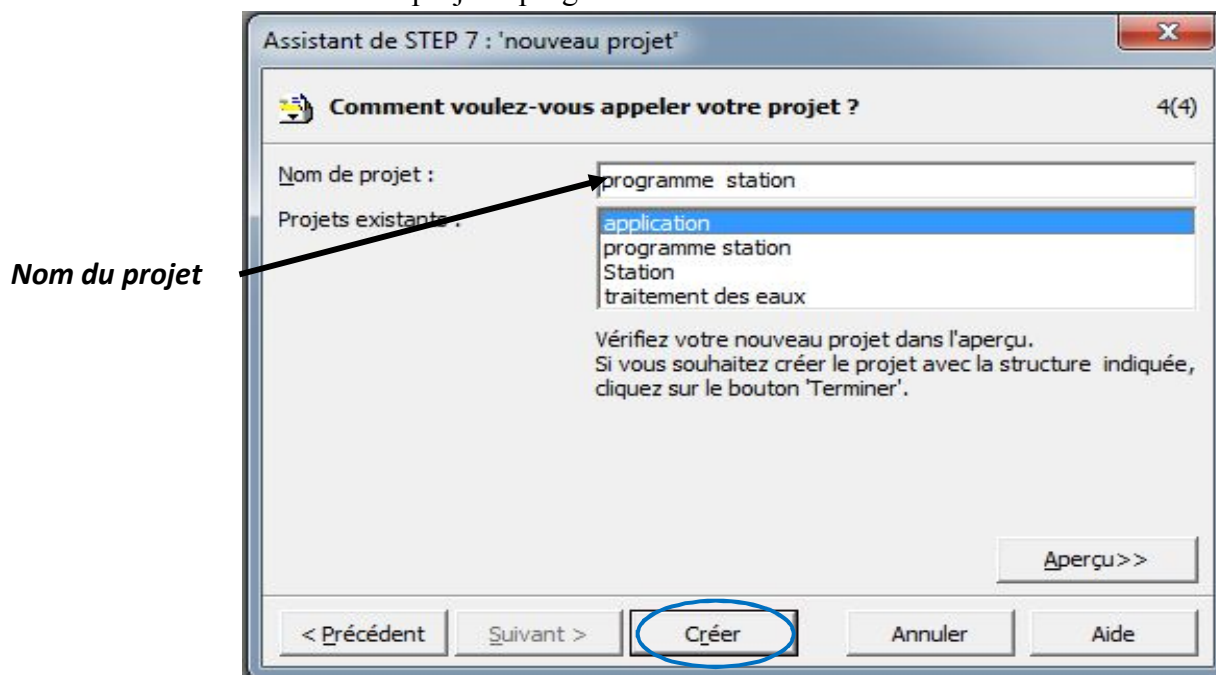 Assistant de STEP 7 : 'nouveau projet'
Comment voulez-vous appeler votre projet ? 4(4)
Nom de projet : programme station
Projets existants :
application
programme station
Station
traitement des eaux
Nom du projet
Vérifiez votre nouveau projet dans l'aperçu.
Si vous souhaitez créer le projet avec la structure indiquée,
cliquez sur le bouton 'Terminer'.
Aperçu>>
< Précédent Suivant > Créer Annuler Aide